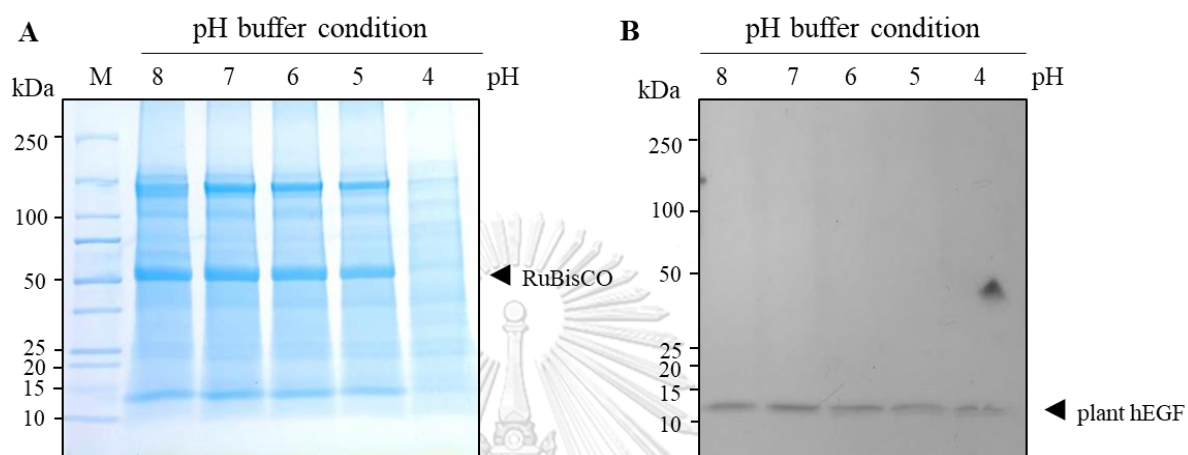 A
pH buffer condition
kDa
M 8 7 6 5 4 pH
250
100
50
25
20
15
10
RuBisCO
B
pH buffer condition
kDa
8 7 6 5 4 pH
250
100
50
25
20
15
10
plant hEGF